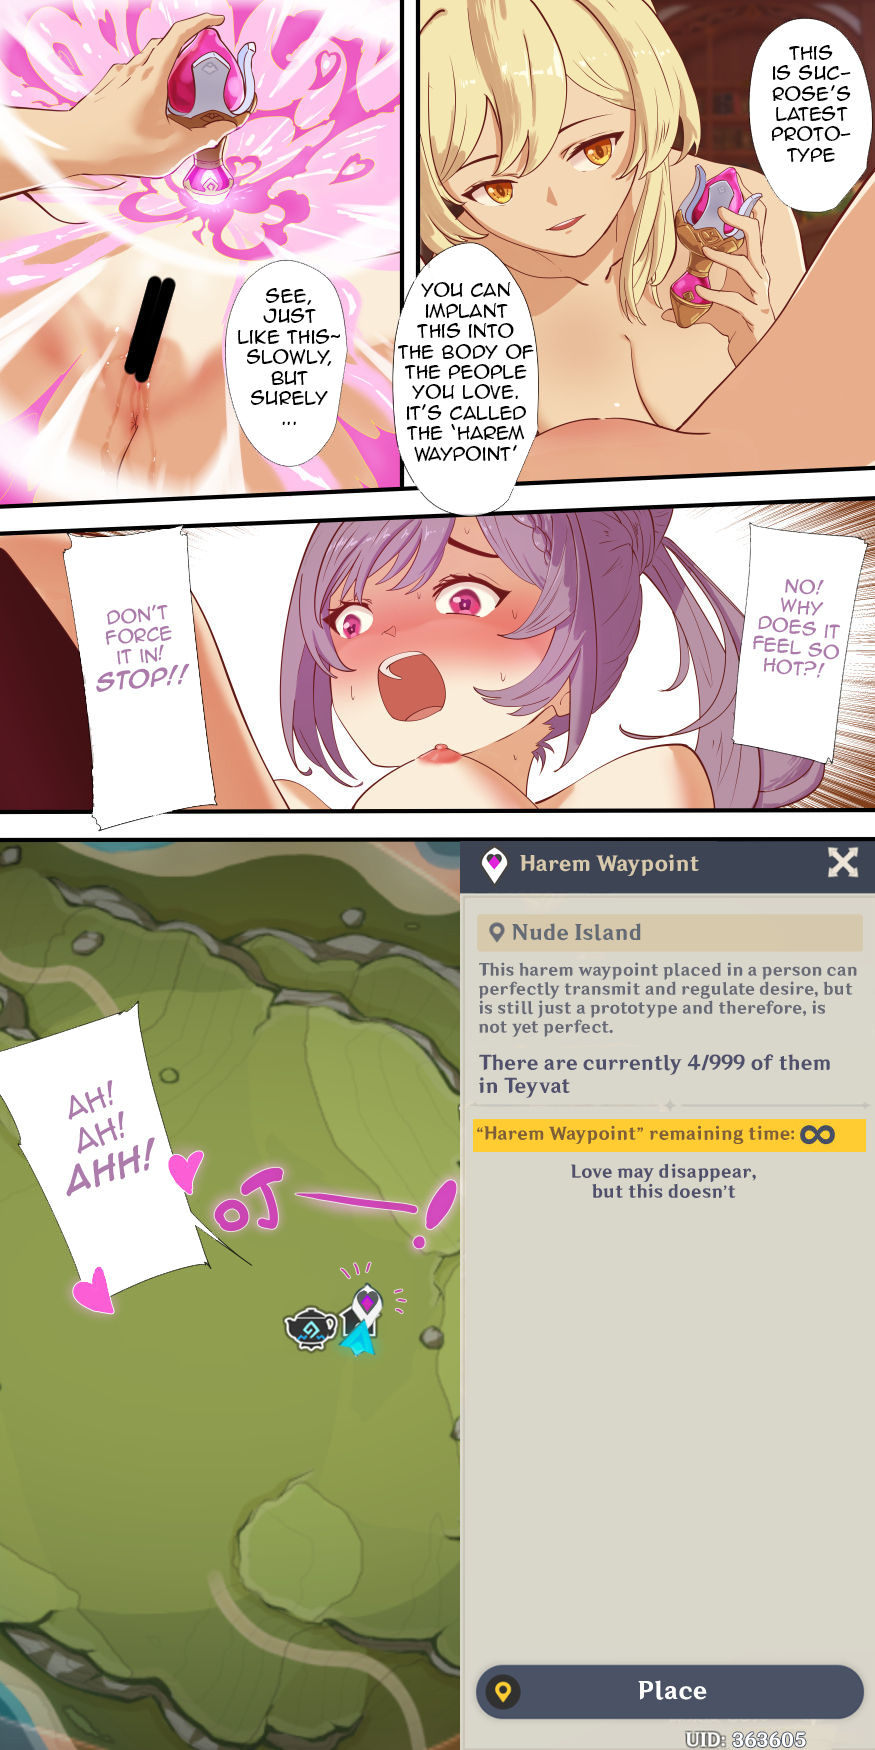 THIS
IS SUC-
ROSE'S
LATEST
PROTO-
TYPE
YOU CAN
IMPLANT
THIS INTO
THE BODY OF
THE PEOPLE
YOU LOVE.
IT'S CALLED
THE 'HAREM
WAYPOINT'
SEE,
JUST
LIKE THIS~
SLOWLY,
BUT
SURELY
...
NO!
WHY
DOES IT
FEEL SO
HOT?!
DON'T
FORCE
IT IN!
STOP!!
AH!
AH!
AHH!
Harem Waypoint
Nude Island
This harem waypoint placed in a person can
perfectly transmit and regulate desire, but
is still just a prototype and therefore, is
not yet perfect.
There are currently 4/999 of them
in Teyvat
"Harem Waypoint" remaining time: ∞
Love may disappear,
but this doesn't
Place
UID: 363605